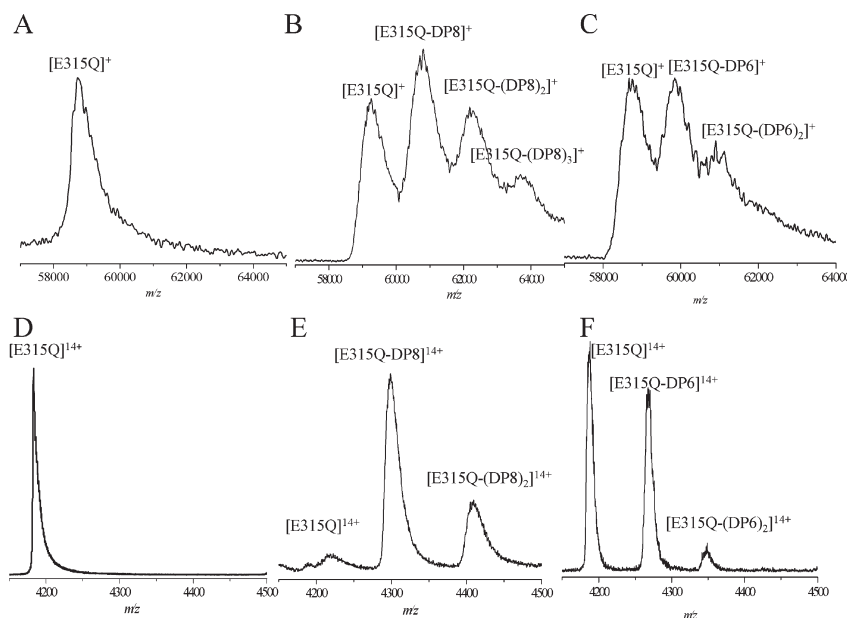 A
[E315Q]⁺
58000 60000 62000 64000
m/z
B
[E315Q-DP8]⁺
[E315Q]⁺
[E315Q-(DP8)₂]⁺
[E315Q-(DP8)₃]⁺
58000 60000 62000 64000
m/z
C
[E315Q]⁺ [E315Q-DP6]⁺
[E315Q-(DP6)₂]⁺
58000 60000 62000 64000
m/z
D
[E315Q]¹⁴⁺
4200 4300 4400 4500
m/z
E
[E315Q-DP8]¹⁴⁺
[E315Q-(DP8)₂]¹⁴⁺
[E315Q]¹⁴⁺
4200 4300 4400 4500
m/z
F
[E315Q]¹⁴⁺
[E315Q-DP6]¹⁴⁺
[E315Q-(DP6)₂]¹⁴⁺
4200 4300 4400 4500
m/z